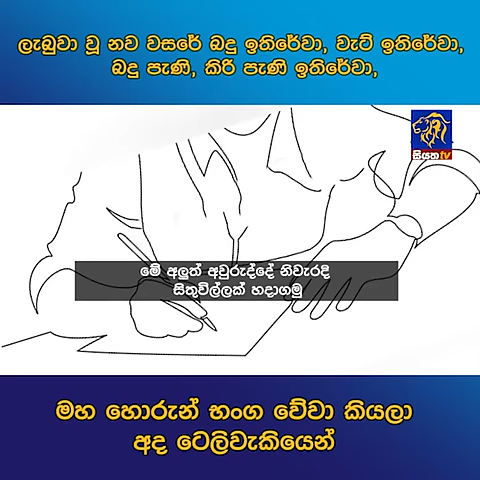 ලැබුවා වූ නව වසරේ බදු ඉතිරේවා, වැට් ඉතිරේවා,
බදු පැණි, කිරි පැණි ඉතිරේවා,
සියත tv
මේ අලුත් අවුරුද්දේ නිවැරදි
සිතුවිල්ලක් හදාගමු
මහ හොරුන් භංග වේවා කියලා
අද ටෙලිවැකියෙන්